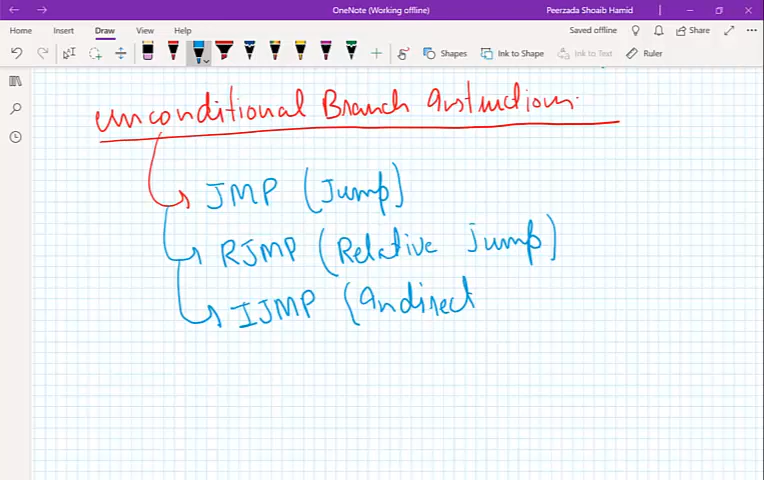 OneNote (Working offline)
Peerzada Shoaib Hamid
Home Insert Draw View Help
Saved offline Share
Shapes Ink to Shape Ink to Text Ruler
Unconditional Branch Instructions.
JMP (Jump)
RJMP (Relative Jump)
IJMP (Indirect